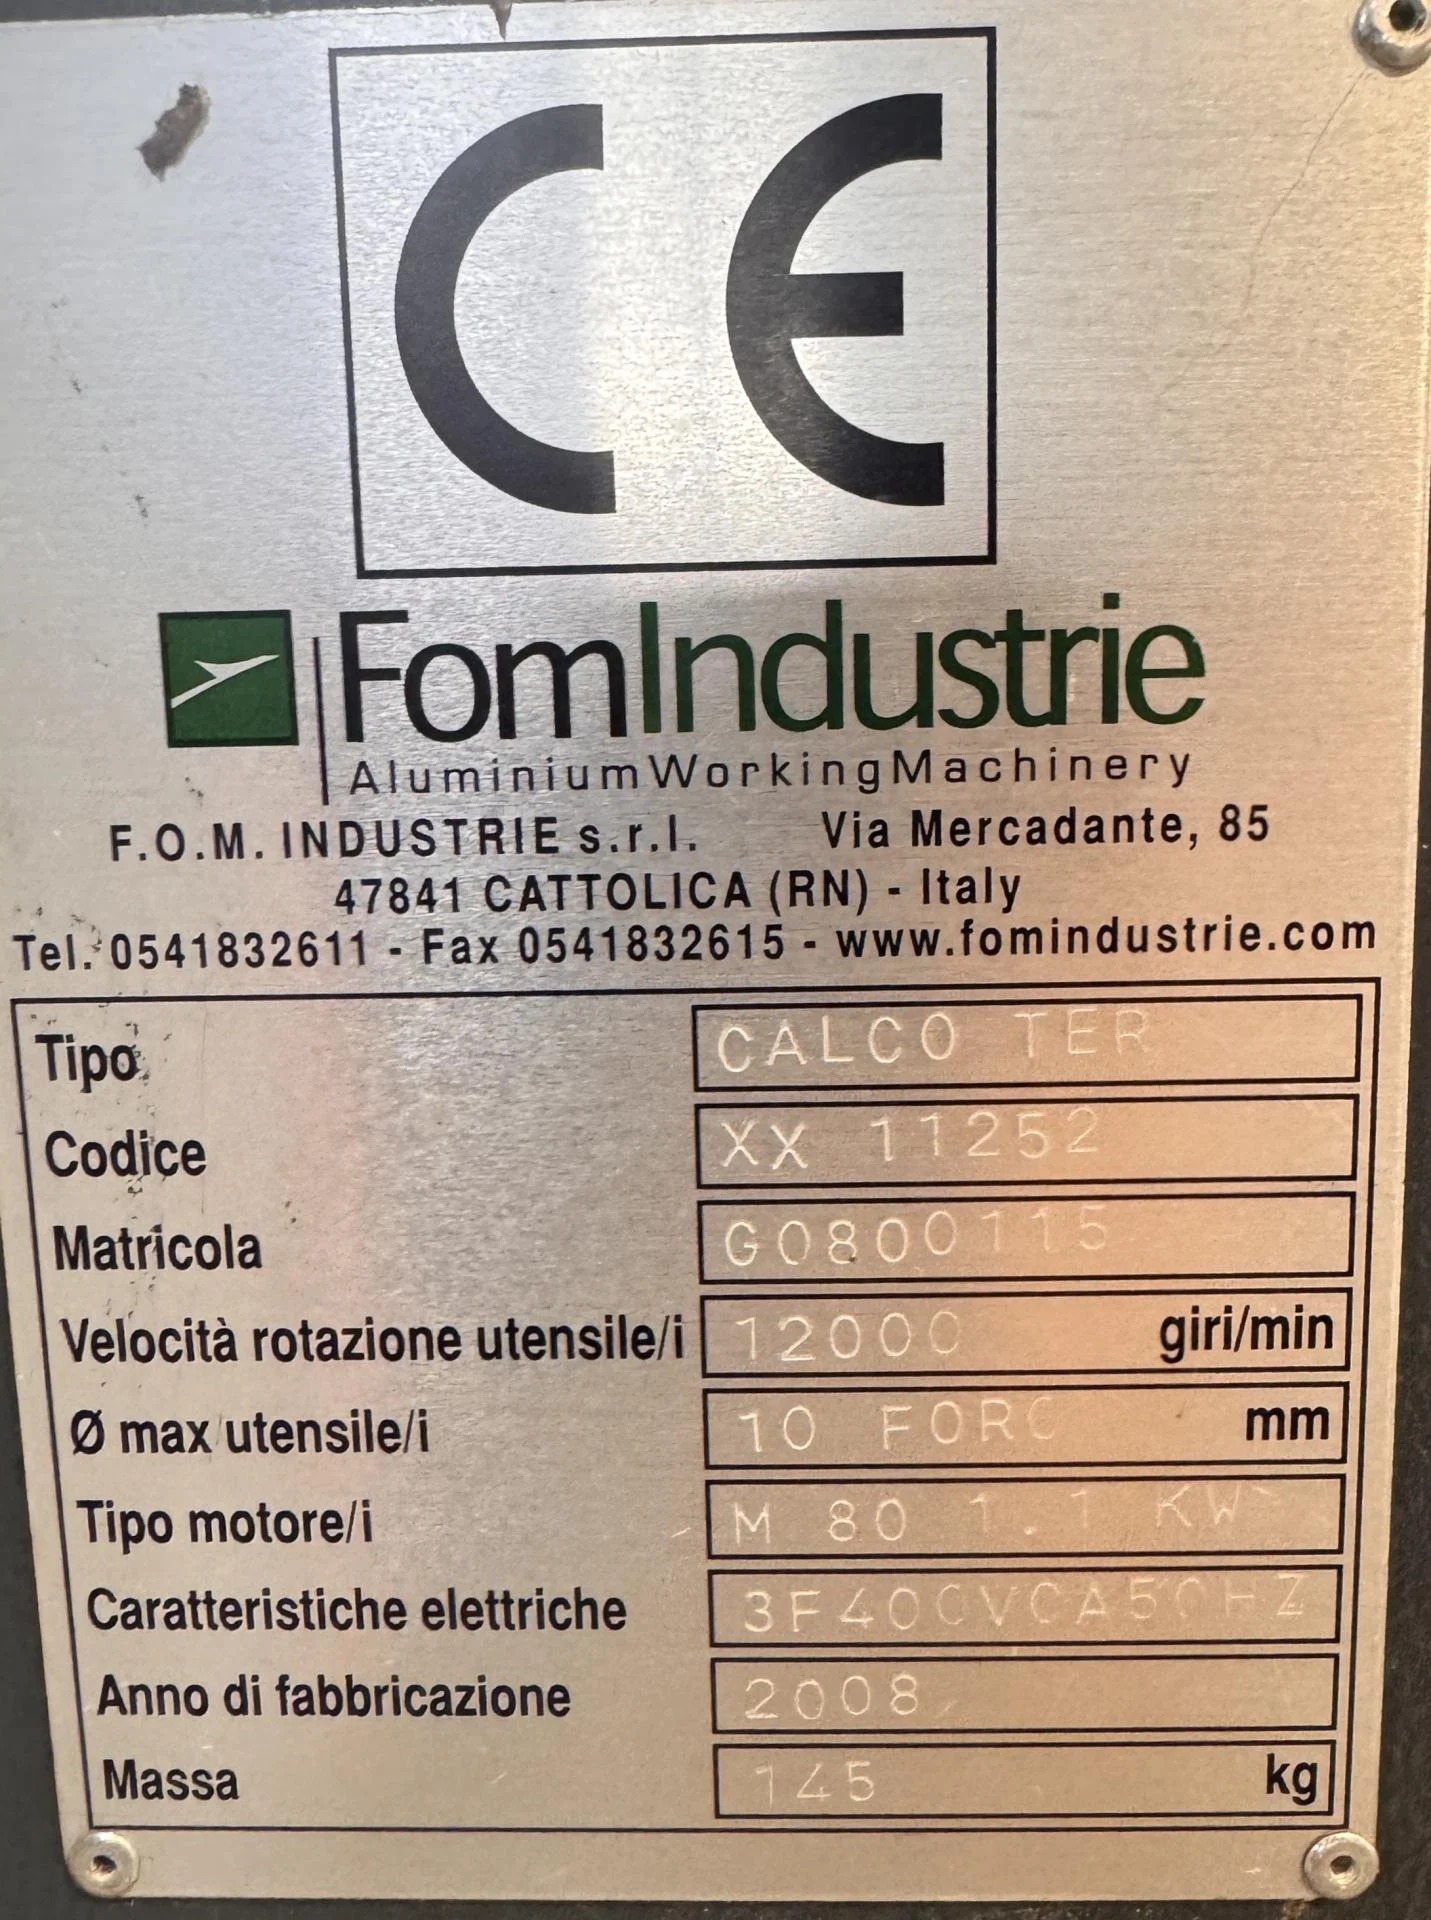 CE
FomIndustrie
AluminiumWorkingMachinery
F.O.M. INDUSTRIE s.r.l. Via Mercadante, 85
47841 CATTOLICA (RN) - Italy
Tel. 0541832611 - Fax 0541832615 - www.fomindustrie.com
Tipo CALCO TER
Codice XX 11252
Matricola G0800115
Velocità rotazione utensile/i 12000 giri/min
Ø max utensile/i 10 FORC mm
Tipo motore/i M 80 1.1 KW
Caratteristiche elettriche 3F400VCA50HZ
Anno di fabbricazione 2008
Massa 145 kg